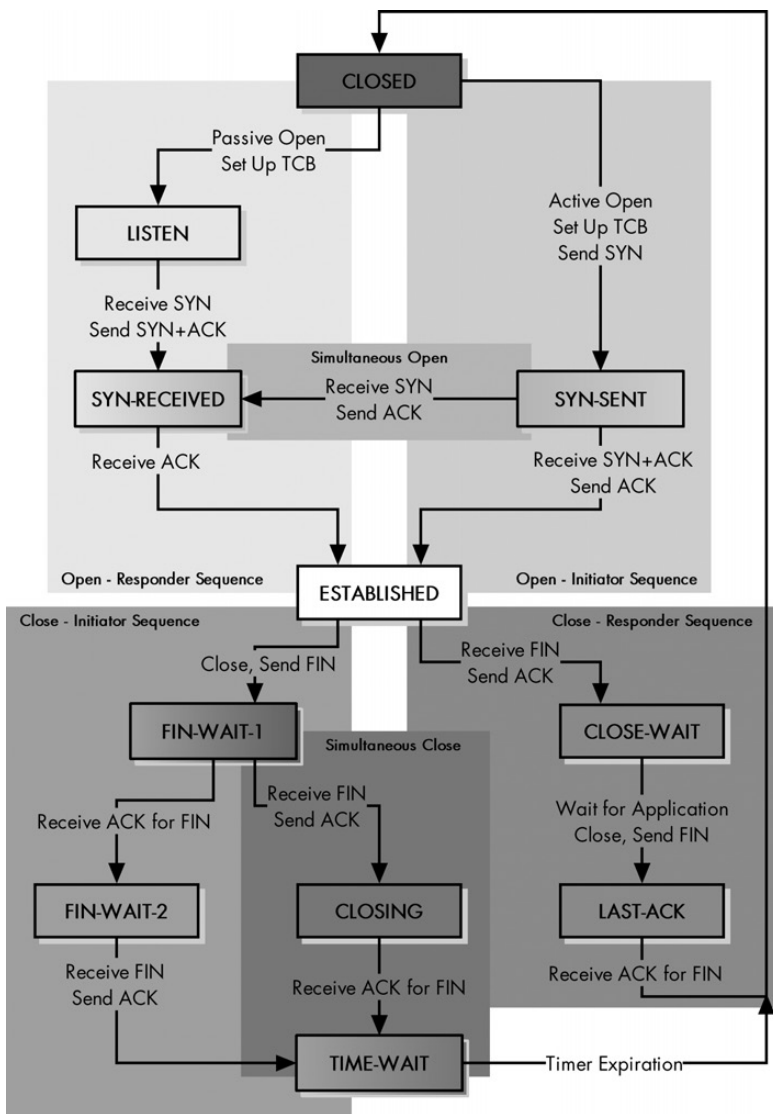 CLOSED
Passive Open
Set Up TCB
Active Open
Set Up TCB
Send SYN
LISTEN
Receive SYN
Send SYN+ACK
Simultaneous Open
Receive SYN
Send ACK
SYN-RECEIVED
SYN-SENT
Receive ACK
Receive SYN+ACK
Send ACK
Open - Responder Sequence
Open - Initiator Sequence
ESTABLISHED
Close - Initiator Sequence
Close - Responder Sequence
Close, Send FIN
Receive FIN
Send ACK
FIN-WAIT-1
CLOSE-WAIT
Simultaneous Close
Receive ACK for FIN
Receive FIN
Send ACK
Wait for Application
Close, Send FIN
FIN-WAIT-2
CLOSING
LAST-ACK
Receive FIN
Send ACK
Receive ACK for FIN
Receive ACK for FIN
TIME-WAIT
Timer Expiration